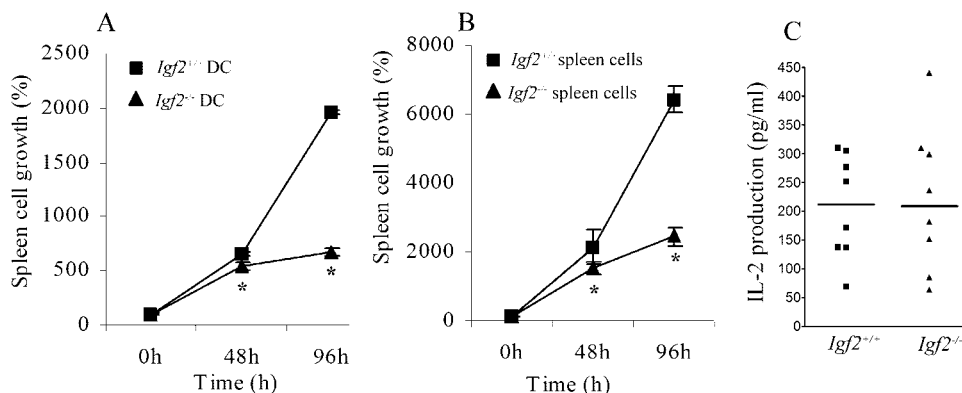 A
Spleen cell growth (%)
2500
2000
1500
1000
500
0
Igf2+/+ DC
Igf2-/- DC
*
*
0h 48h 96h
Time (h)
B
Spleen cell growth (%)
8000
6000
4000
2000
0
Igf2+/+ spleen cells
Igf2-/- spleen cells
*
*
0h 48h 96h
Time (h)
C
IL-2 production (pg/ml)
450
400
350
300
250
200
150
100
50
0
Igf2+/+ Igf2-/-